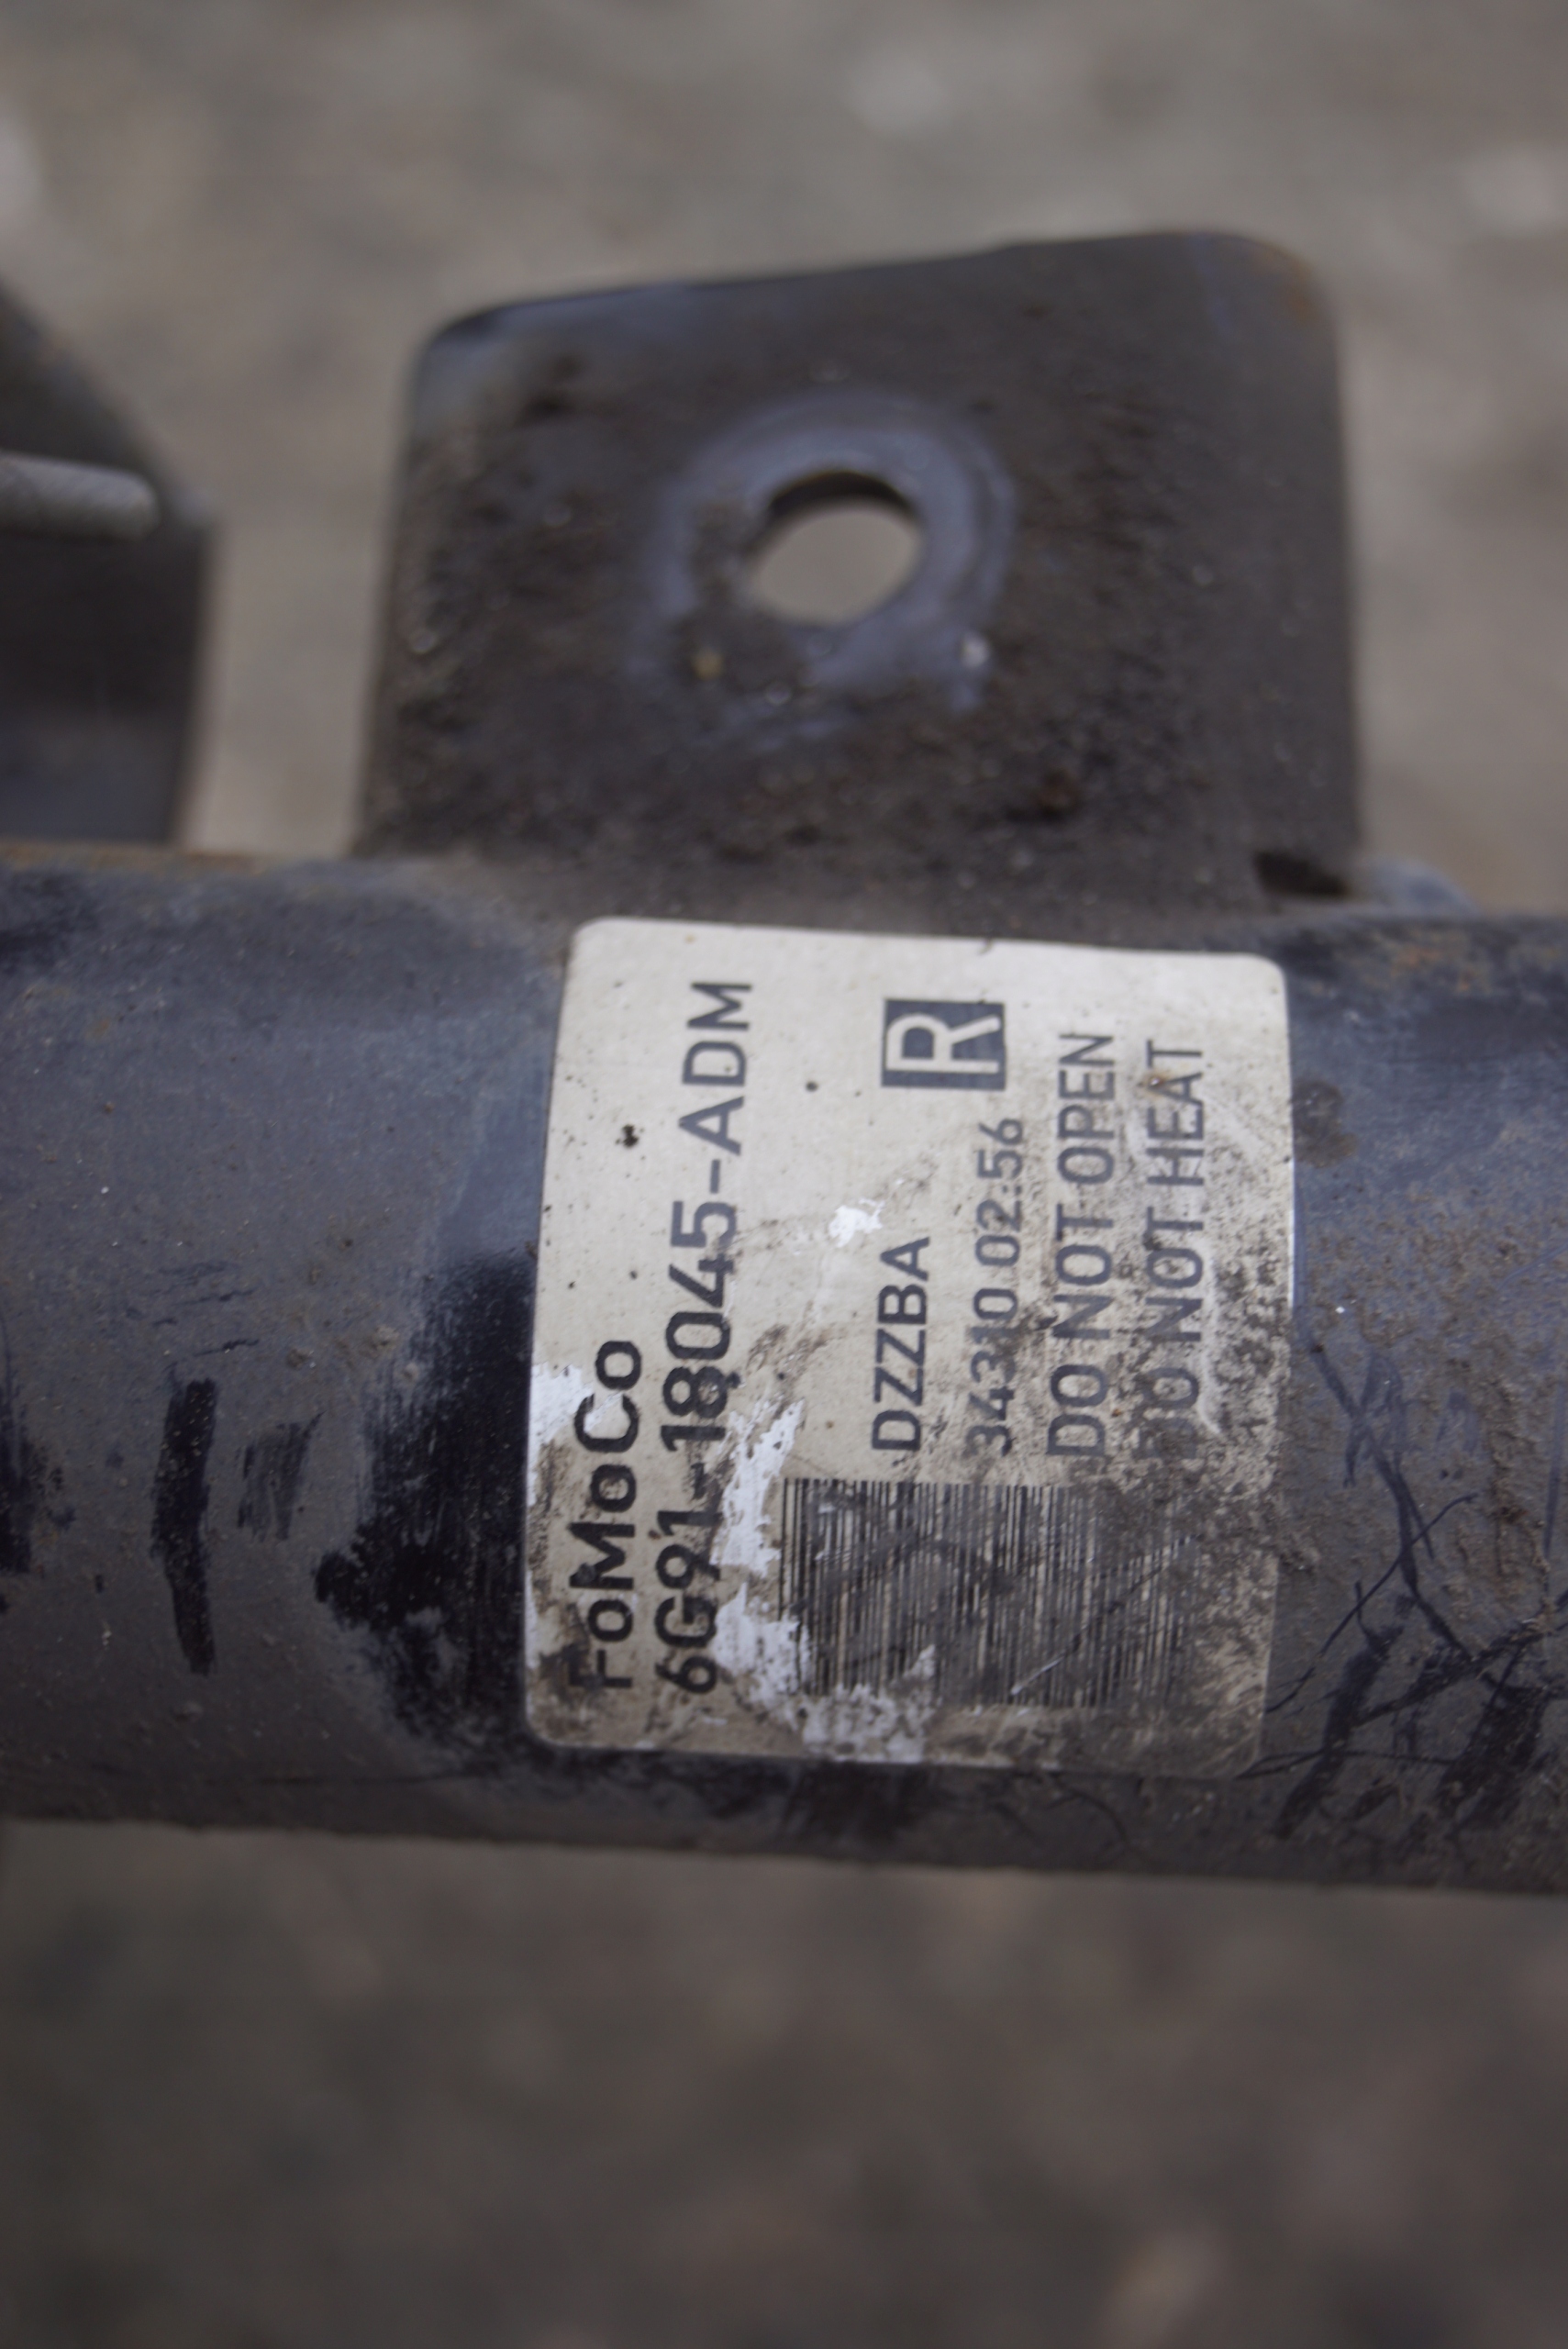 FoMoCo
6G91-18045-ADM
DZZBA R
34310 02:56
DO NOT OPEN
DO NOT HEAT